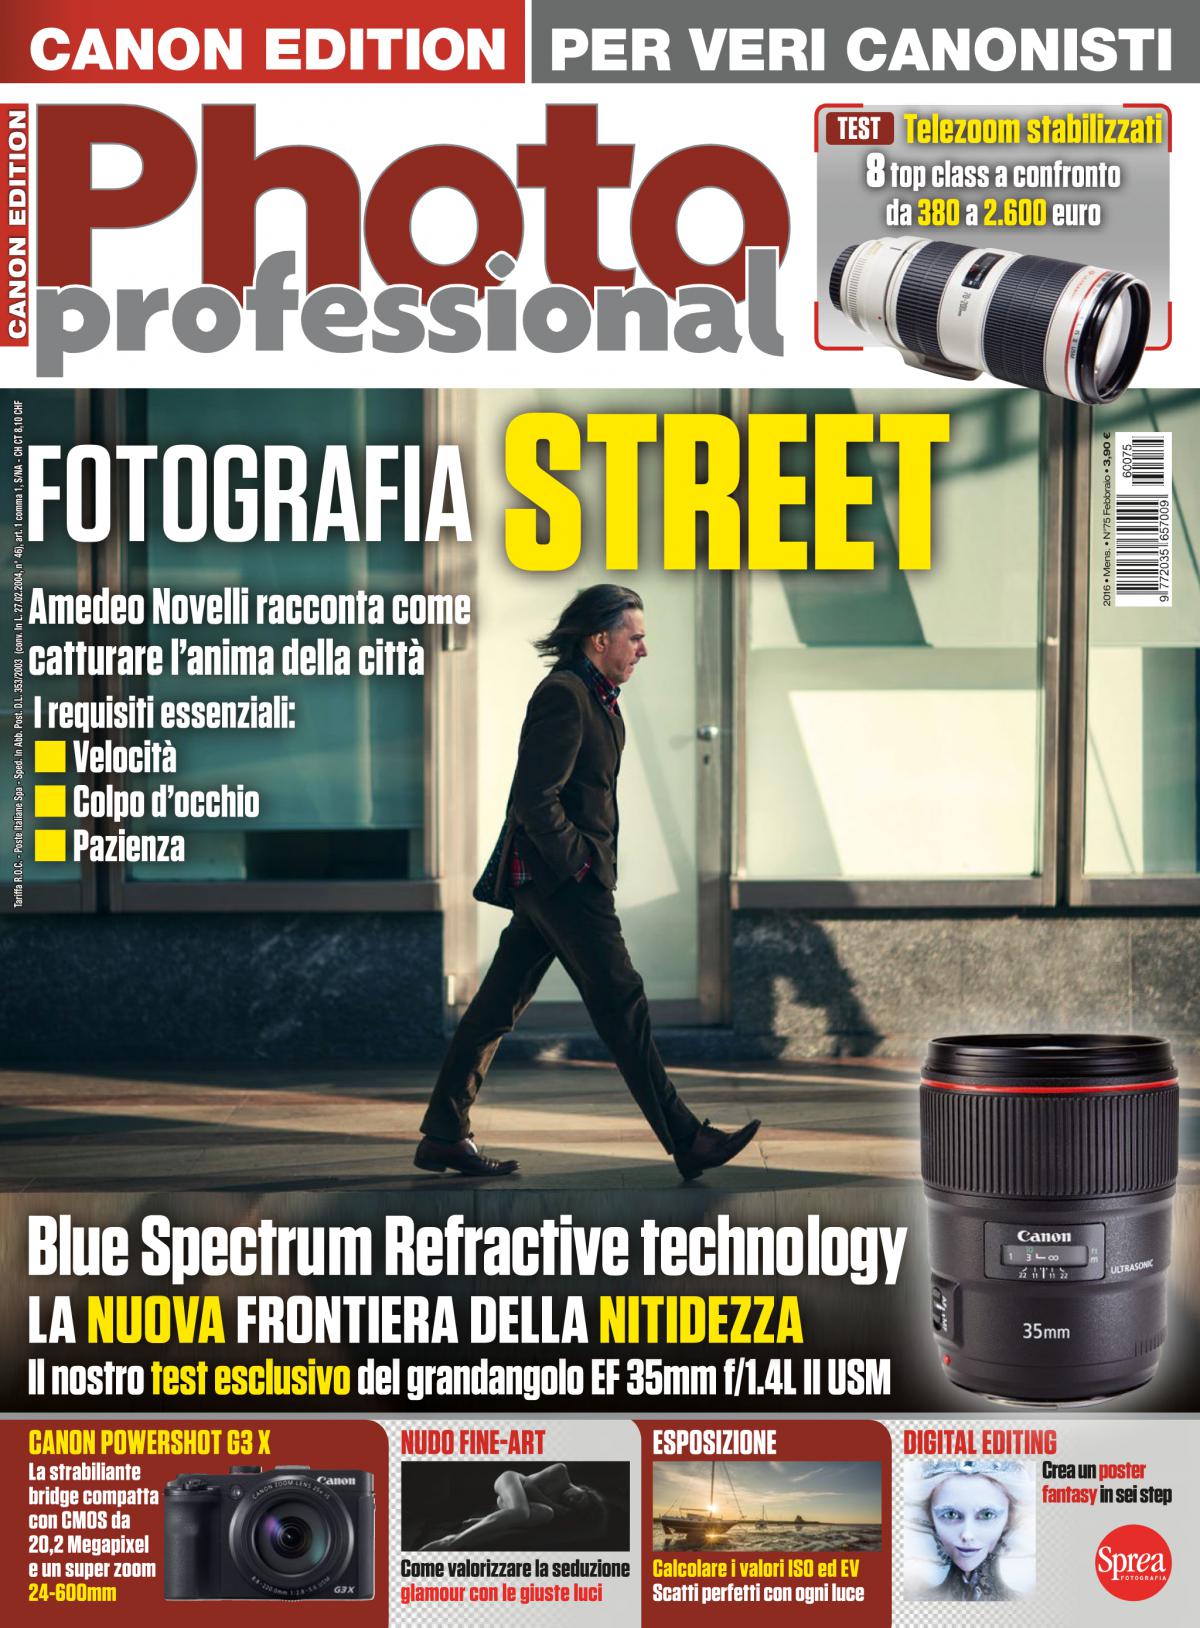 CANON EDITION
PER VERI CANONISTI
CANON EDITION
Photo
professional
TEST Telezoom stabilizzati
8 top class a confronto
da 380 a 2.600 euro
FOTOGRAFIA STREET
Amedeo Novelli racconta come
catturare l'anima della città
I requisiti essenziali:
Velocità
Colpo d'occhio
Pazienza
Tariffa R.O.C. - Poste Italiane Spa - Sped. In Abb. Post. D.L. 353/2003 (conv. In L. 27.02.2004, n° 46), art. 1 comma 1, S/NA - CH CT 8,10 CHF
2016 • Mens. • N°75 Febbraio • 3,90 €
60075
9 772035 657009
Canon
ULTRASONIC
35mm
Blue Spectrum Refractive technology
LA NUOVA FRONTIERA DELLA NITIDEZZA
Il nostro test esclusivo del grandangolo EF 35mm f/1.4L II USM
CANON POWERSHOT G3 X
La strabiliante
bridge compatta
con CMOS da
20,2 Megapixel
e un super zoom
24-600mm
Canon
G3X
NUDO FINE-ART
Come valorizzare la seduzione
glamour con le giuste luci
ESPOSIZIONE
Calcolare i valori ISO ed EV
Scatti perfetti con ogni luce
DIGITAL EDITING
Crea un poster
fantasy in sei step
Sprea
FOTOGRAFIA